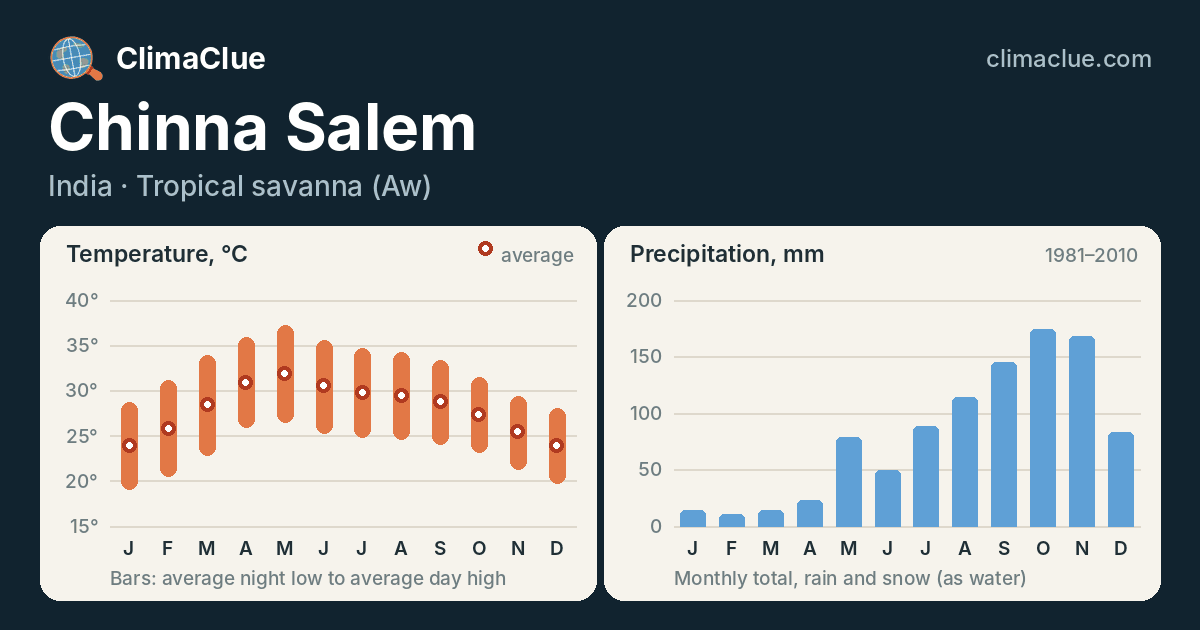 ClimaClue
climaclue.com
Chinna Salem
India · Tropical savanna (Aw)
Temperature, °C
average
40°
35°
30°
25°
20°
15°
J F M A M J J A S O N D
Bars: average night low to average day high
Precipitation, mm
1981–2010
200
150
100
50
0
J F M A M J J A S O N D
Monthly total, rain and snow (as water)